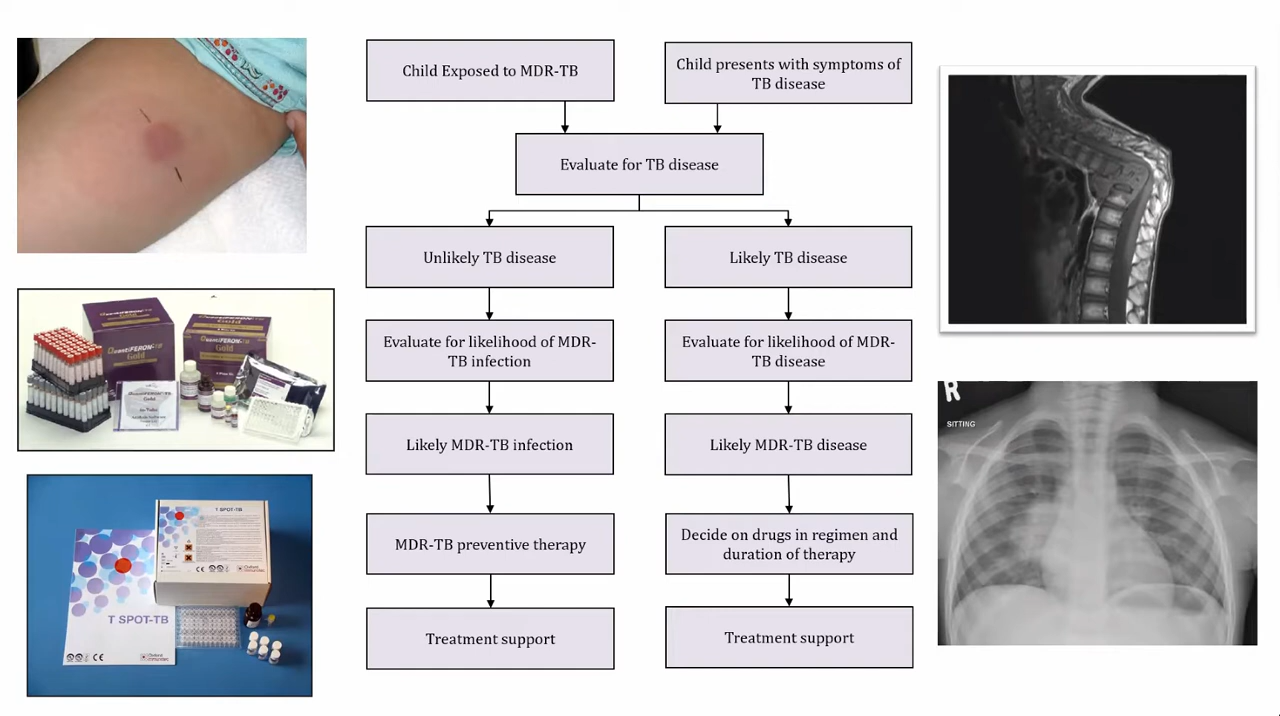 Child Exposed to MDR-TB
Child presents with symptoms of
TB disease
Evaluate for TB disease
Unlikely TB disease
Likely TB disease
Evaluate for likelihood of MDR-
TB infection
Evaluate for likelihood of MDR-
TB disease
Likely MDR-TB infection
Likely MDR-TB disease
MDR-TB preventive therapy
Decide on drugs in regimen and
duration of therapy
Treatment support
Treatment support
QuantiFERON-TB
Gold
QuantiFERON-TB
Gold
T SPOT-TB
T SPOT-TB
R
SITTING